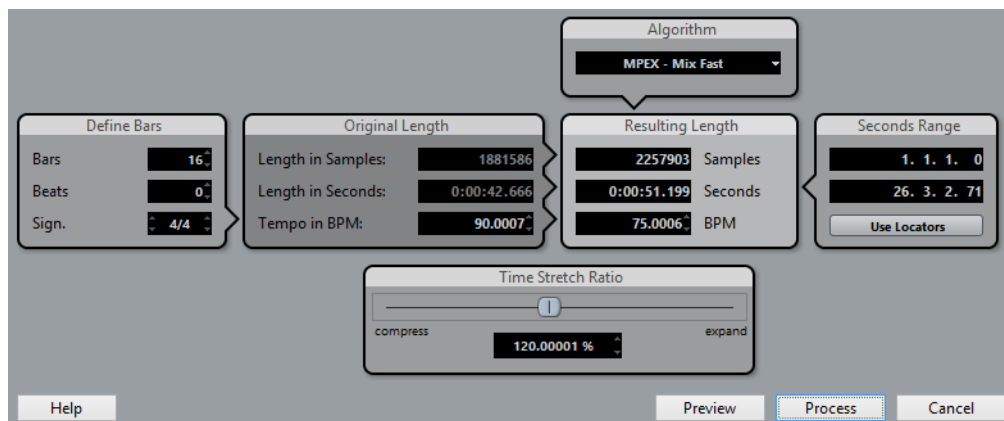 Algorithm
MPEX - Mix Fast
Define Bars
Bars 16
Beats 0
Sign. 4/4
Original Length
Length in Samples: 1881586
Length in Seconds: 0:00:42.666
Tempo in BPM: 90.0007
Resulting Length
2257903 Samples
0:00:51.199 Seconds
75.0006 BPM
Seconds Range
1. 1. 1. 0
26. 3. 2. 71
Use Locators
Time Stretch Ratio
compress expand
120.00001 %
Help Preview Process Cancel